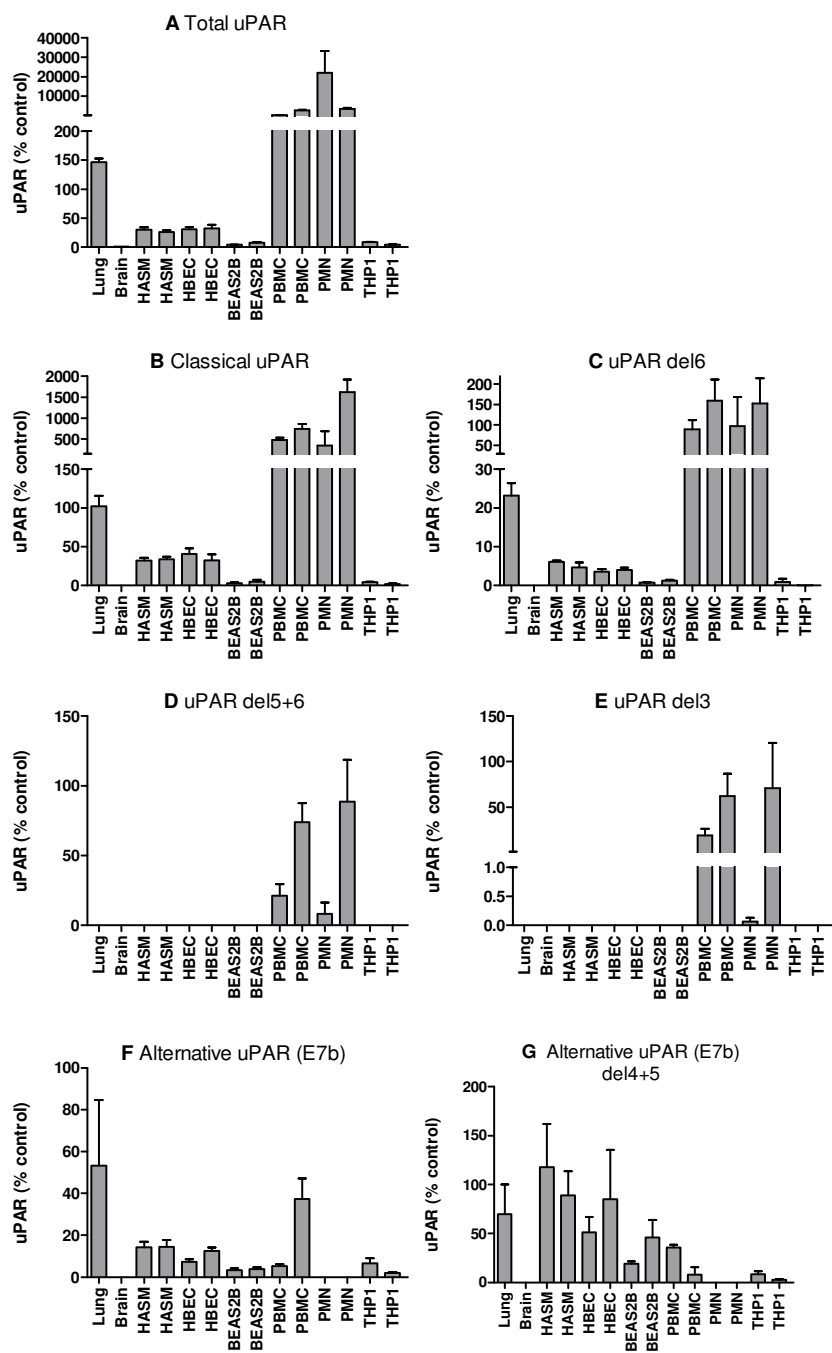 A Total uPAR
uPAR (% control)
40000
30000
20000
10000
200
150
100
50
0
Lung
Brain
HASM
HASM
HBEC
HBEC
BEAS2B
BEAS2B
PBMC
PBMC
PMN
PMN
THP1
THP1
B Classical uPAR
uPAR (% control)
2000
1500
1000
500
150
100
50
0
Lung
Brain
HASM
HASM
HBEC
HBEC
BEAS2B
BEAS2B
PBMC
PBMC
PMN
PMN
THP1
THP1
C uPAR del6
uPAR (% control)
200
150
100
50
30
20
10
0
Lung
Brain
HASM
HASM
HBEC
HBEC
BEAS2B
BEAS2B
PBMC
PBMC
PMN
PMN
THP1
THP1
D uPAR del5+6
uPAR (% control)
150
100
50
0
Lung
Brain
HASM
HASM
HBEC
HBEC
BEAS2B
BEAS2B
PBMC
PBMC
PMN
PMN
THP1
THP1
E uPAR del3
uPAR (% control)
150
100
50
1.0
0.5
0.0
Lung
Brain
HASM
HASM
HBEC
HBEC
BEAS2B
BEAS2B
PBMC
PBMC
PMN
PMN
THP1
THP1
F Alternative uPAR (E7b)
uPAR (% control)
100
80
60
40
20
0
Lung
Brain
HASM
HASM
HBEC
HBEC
BEAS2B
BEAS2B
PBMC
PBMC
PMN
PMN
THP1
THP1
G Alternative uPAR (E7b)
del4+5
uPAR (% control)
200
150
100
50
0
Lung
Brain
HASM
HASM
HBEC
HBEC
BEAS2B
BEAS2B
PBMC
PBMC
PMN
PMN
THP1
THP1